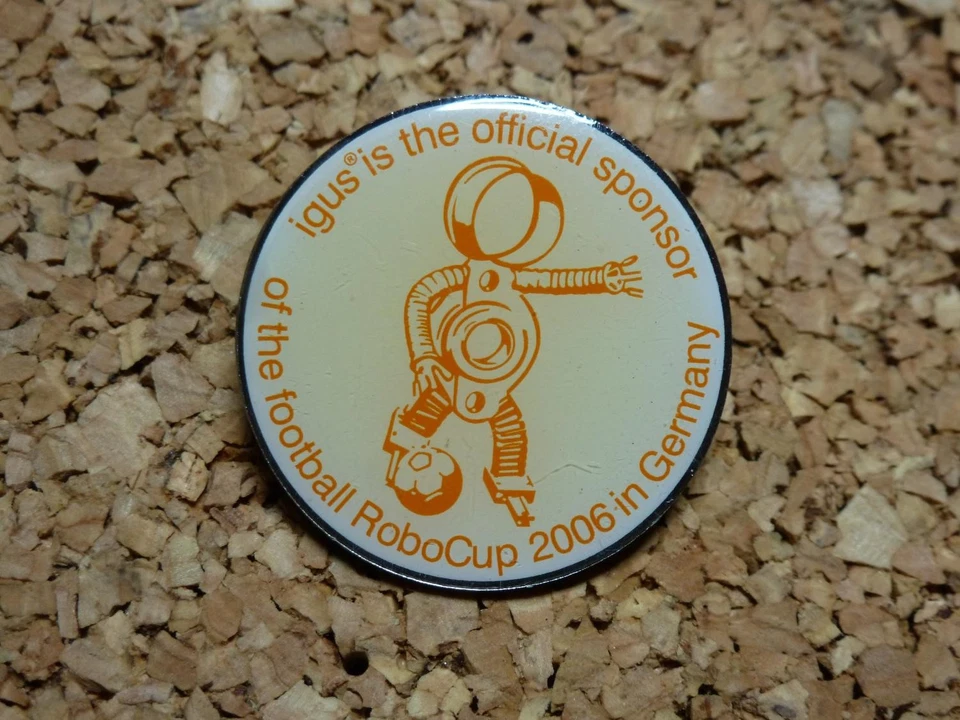 igus® is the official sponsor
of the football RoboCup 2006 in Germany